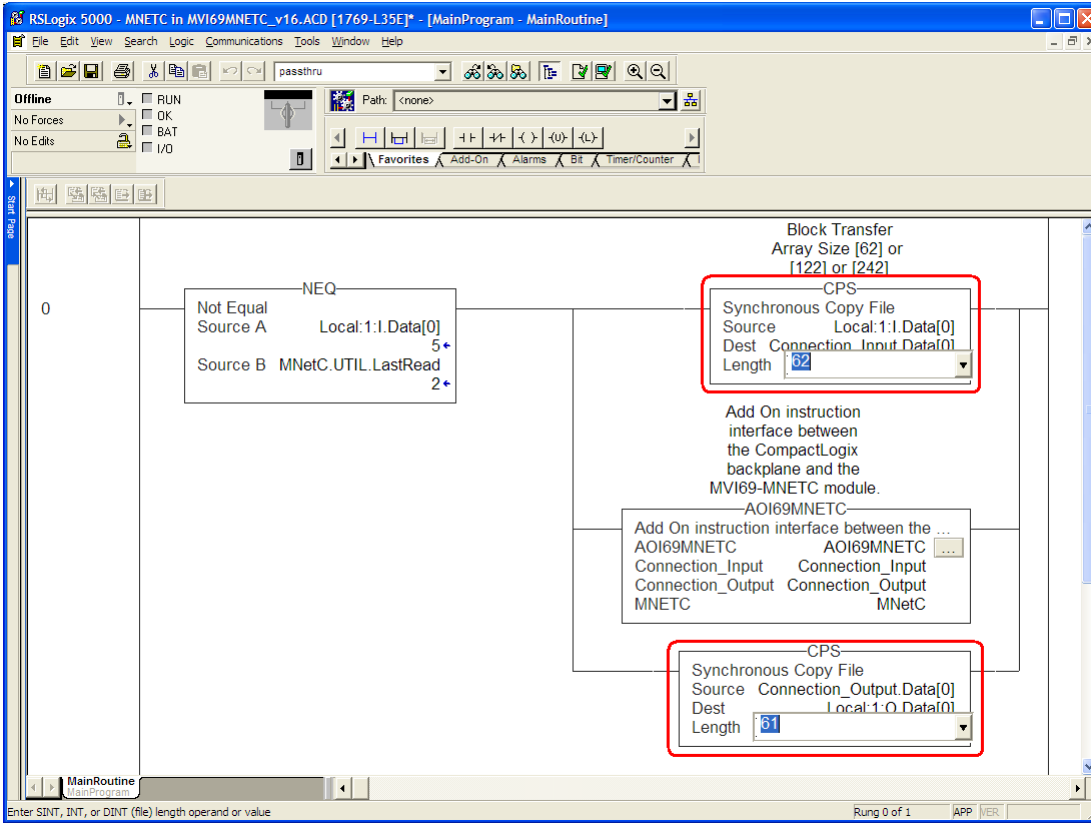 RSLogix 5000 - MNETC in MVI69MNETC_v16.ACD [1769-L35E]* - [MainProgram - MainRoutine]
File Edit View Search Logic Communications Tools Window Help
passthru
Offline
RUN
No Forces
OK
No Edits
BAT
I/O
Path: <none>
Favorites Add-On Alarms Bit Timer/Counter
Start Page
0
NEQ
Not Equal
Source A Local:1:I.Data[0]
5
Source B MNetC.UTIL.LastRead
2
Block Transfer
Array Size [62] or
[122] or [242]
CPS
Synchronous Copy File
Source Local:1:I.Data[0]
Dest Connection_Input.Data[0]
Length 62
Add On instruction
interface between
the CompactLogix
backplane and the
MVI69-MNETC module.
AOI69MNETC
Add On instruction interface between the ...
AOI69MNETC AOI69MNETC ...
Connection_Input Connection_Input
Connection_Output Connection_Output
MNETC MNetC
CPS
Synchronous Copy File
Source Connection_Output.Data[0]
Dest Local:1:O.Data[0]
Length 61
MainRoutine
MainProgram
Enter SINT, INT, or DINT (file) length operand or value
Rung 0 of 1 APP VER